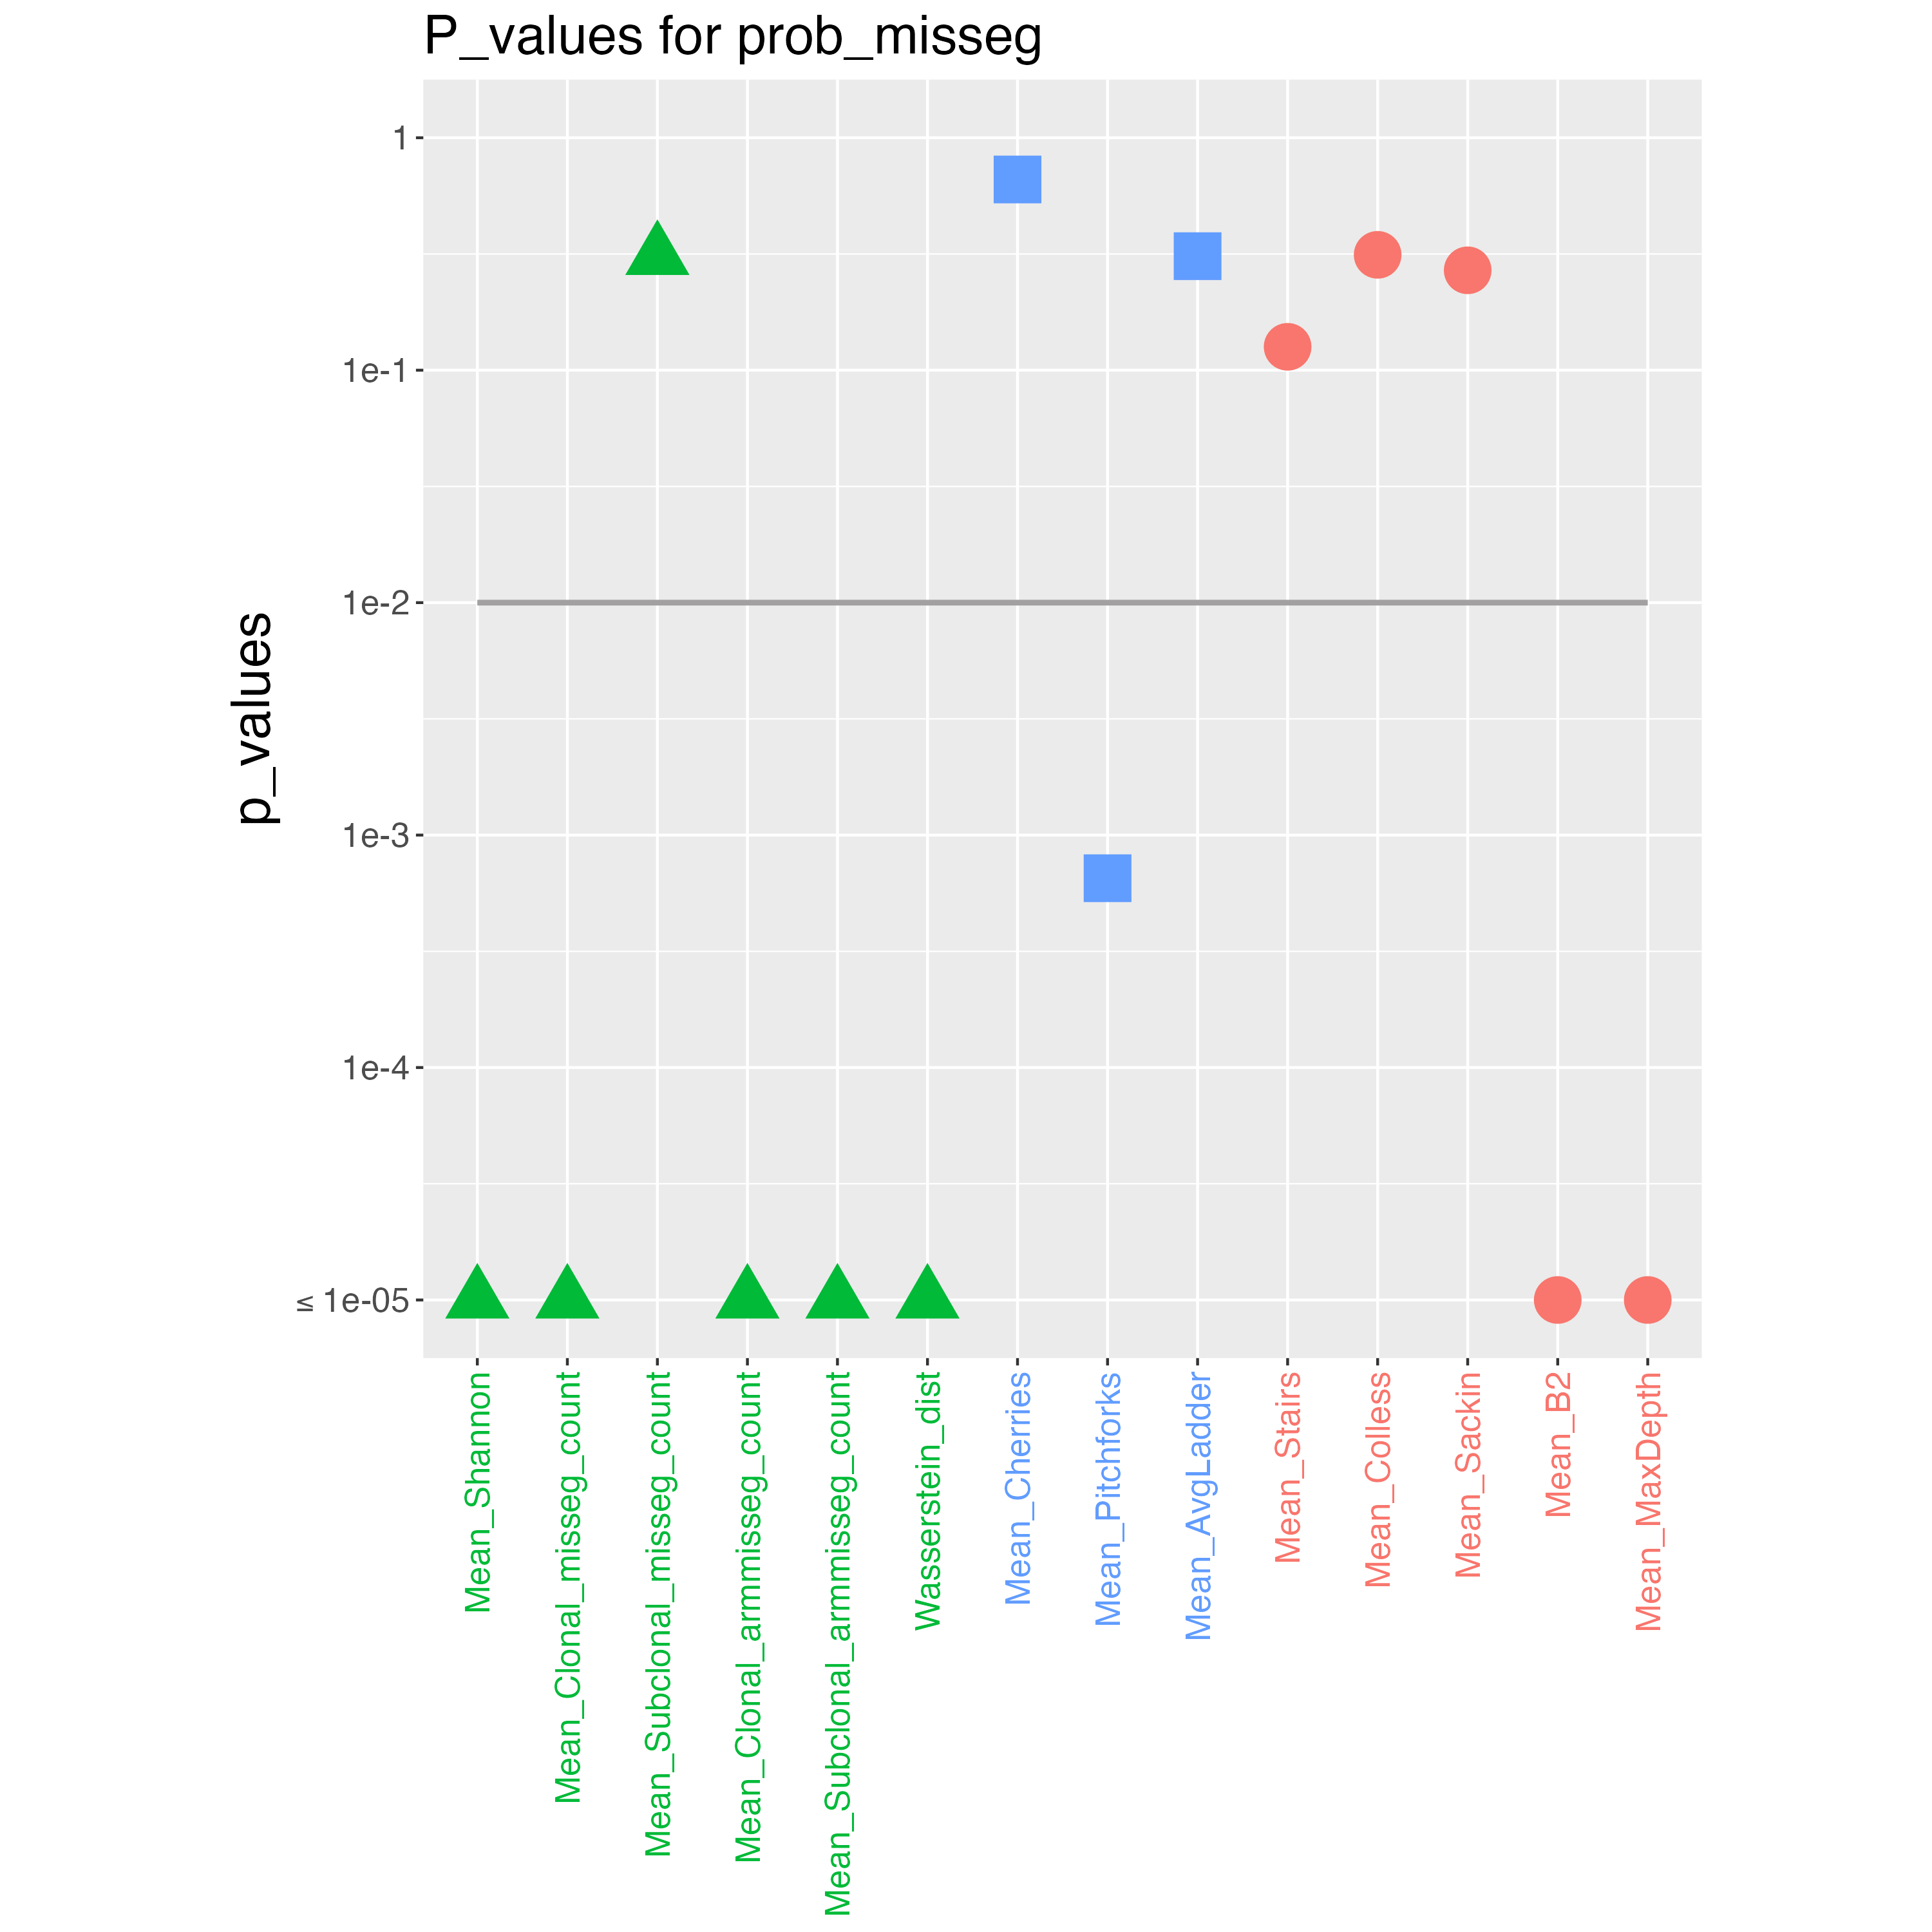 P_values for prob_misseg
p_values
1
1e-1
1e-2
1e-3
1e-4
≤ 1e-05
Mean_Shannon
Mean_Clonal_misseg_count
Mean_Subclonal_misseg_count
Mean_Clonal_armmisseg_count
Mean_Subclonal_armmisseg_count
Wasserstein_dist
Mean_Cherries
Mean_Pitchforks
Mean_AvgLadder
Mean_Stairs
Mean_Colless
Mean_Sackin
Mean_B2
Mean_MaxDepth